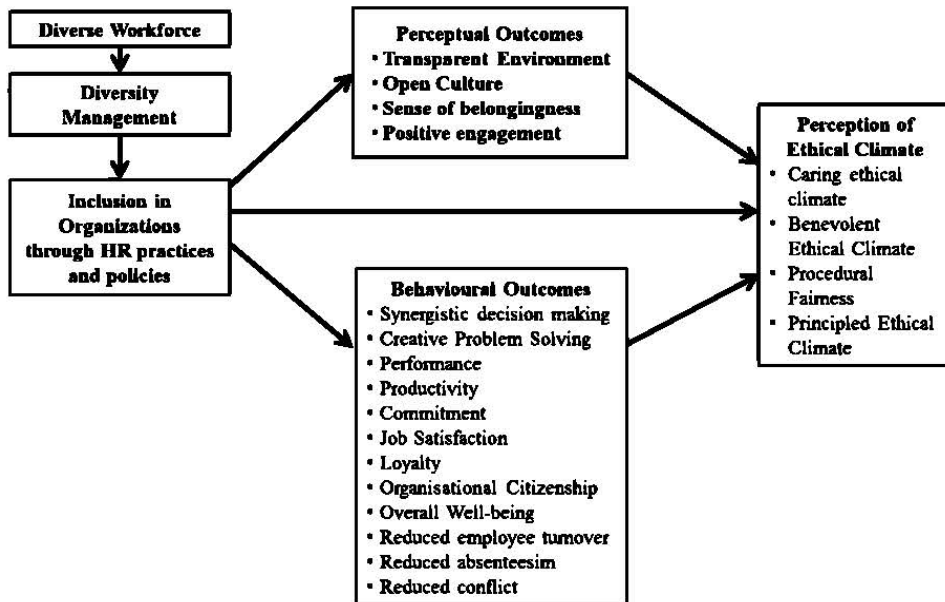 Diverse Workforce
Diversity
Management
Inclusion in
Organizations
through HR practices
and policies
Perceptual Outcomes
• Transparent Environment
• Open Culture
• Sense of belongingness
• Positive engagement
Behavioural Outcomes
• Synergistic decision making
• Creative Problem Solving
• Performance
• Productivity
• Commitment
• Job Satisfaction
• Loyalty
• Organisational Citizenship
• Overall Well-being
• Reduced employee turnover
• Reduced absenteesim
• Reduced conflict
Perception of
Ethical Climate
• Caring ethical
climate
• Benevolent
Ethical Climate
• Procedural
Fairness
• Principled Ethical
Climate